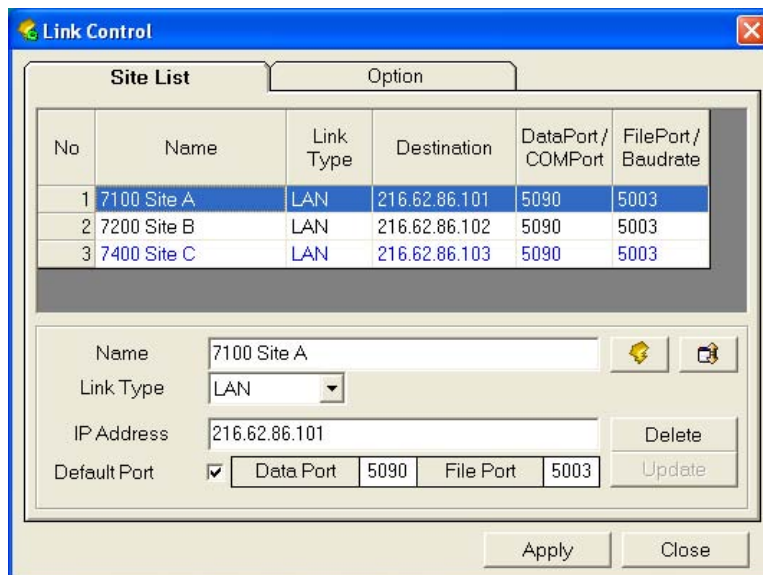 Link Control
Site List Option
No Name Link Type Destination DataPort/ COMPort FilePort/ Baudrate
1 7100 Site A LAN 216.62.86.101 5090 5003
2 7200 Site B LAN 216.62.86.102 5090 5003
3 7400 Site C LAN 216.62.86.103 5090 5003
Name 7100 Site A
Link Type LAN
IP Address 216.62.86.101 Delete
Default Port Data Port 5090 File Port 5003 Update
Apply Close